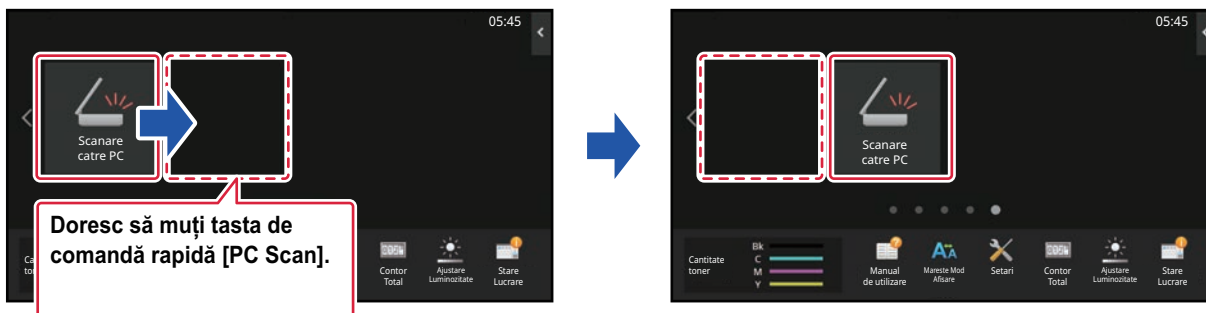 05:45
Scanare
catre PC
Doresc să muți tasta de
comandă rapidă [PC Scan].
Contor
Total
Ajustare
Luminozitate
Stare
Lucrare
05:45
Scanare
catre PC
Cantitate
toner
Bk
C
M
Y
Manual
de utilizare
Mareste Mod
Afisare
Setari
Contor
Total
Ajustare
Luminozitate
Stare
Lucrare